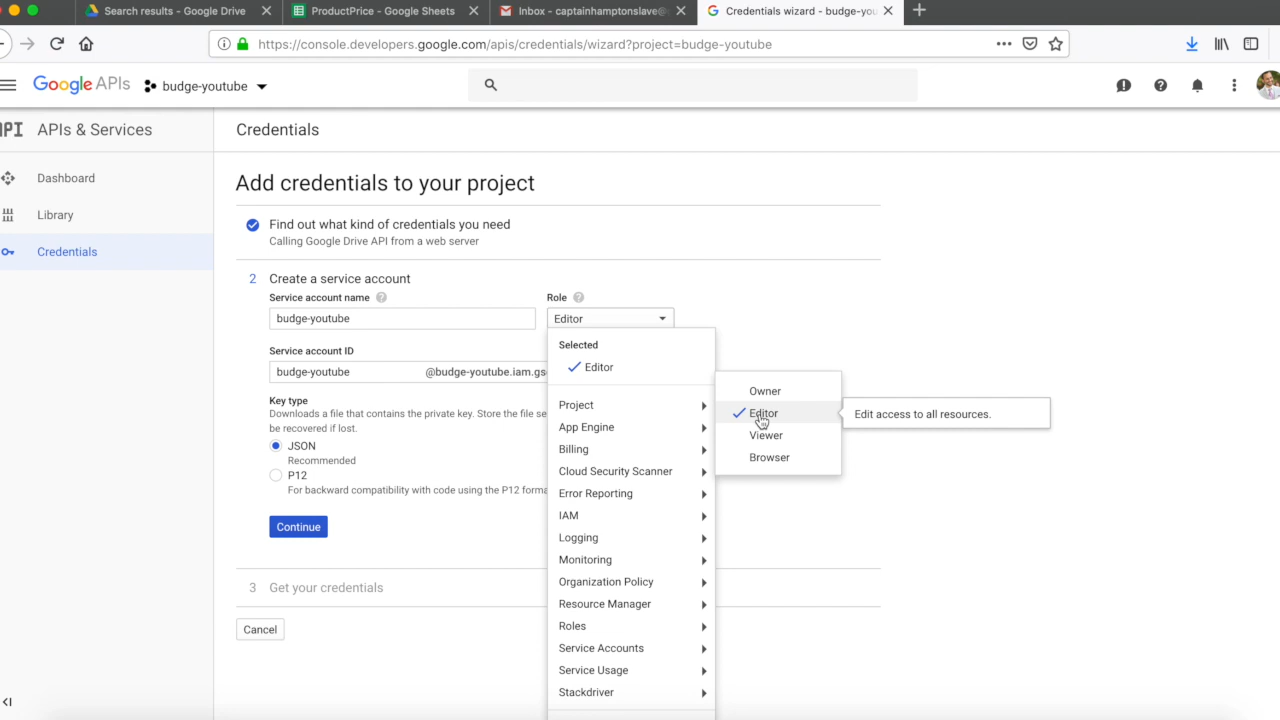 Search results - Google Drive
ProductPrice - Google Sheets
Inbox - captainhamptonslave@
Credentials wizard - budge-you
https://console.developers.google.com/apis/credentials/wizard?project=budge-youtube
Google APIs
budge-youtube
API
APIs & Services
Credentials
Dashboard
Library
Credentials
Add credentials to your project
Find out what kind of credentials you need
Calling Google Drive API from a web server
2 Create a service account
Service account name
Role
budge-youtube
Editor
Service account ID
budge-youtube
@budge-youtube.iam.gs
Key type
Downloads a file that contains the private key. Store the file se
be recovered if lost.
JSON
Recommended
P12
For backward compatibility with code using the P12 forma
Continue
3 Get your credentials
Cancel
Selected
Editor
Project
App Engine
Billing
Cloud Security Scanner
Error Reporting
IAM
Logging
Monitoring
Organization Policy
Resource Manager
Roles
Service Accounts
Service Usage
Stackdriver
Owner
Editor
Viewer
Browser
Edit access to all resources.